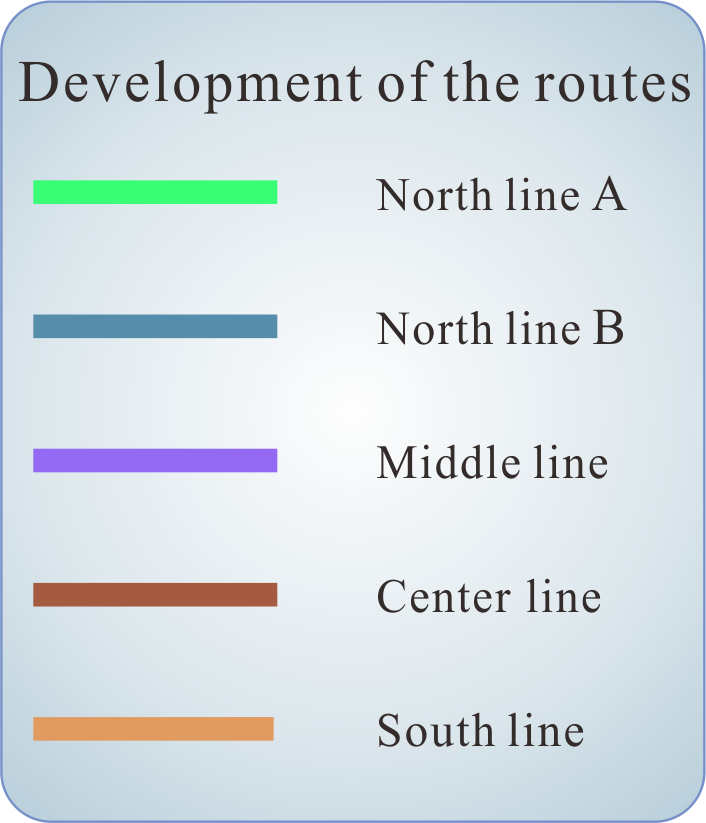 Development of the routes
North line A
North line B
Middle line
Center line
South line